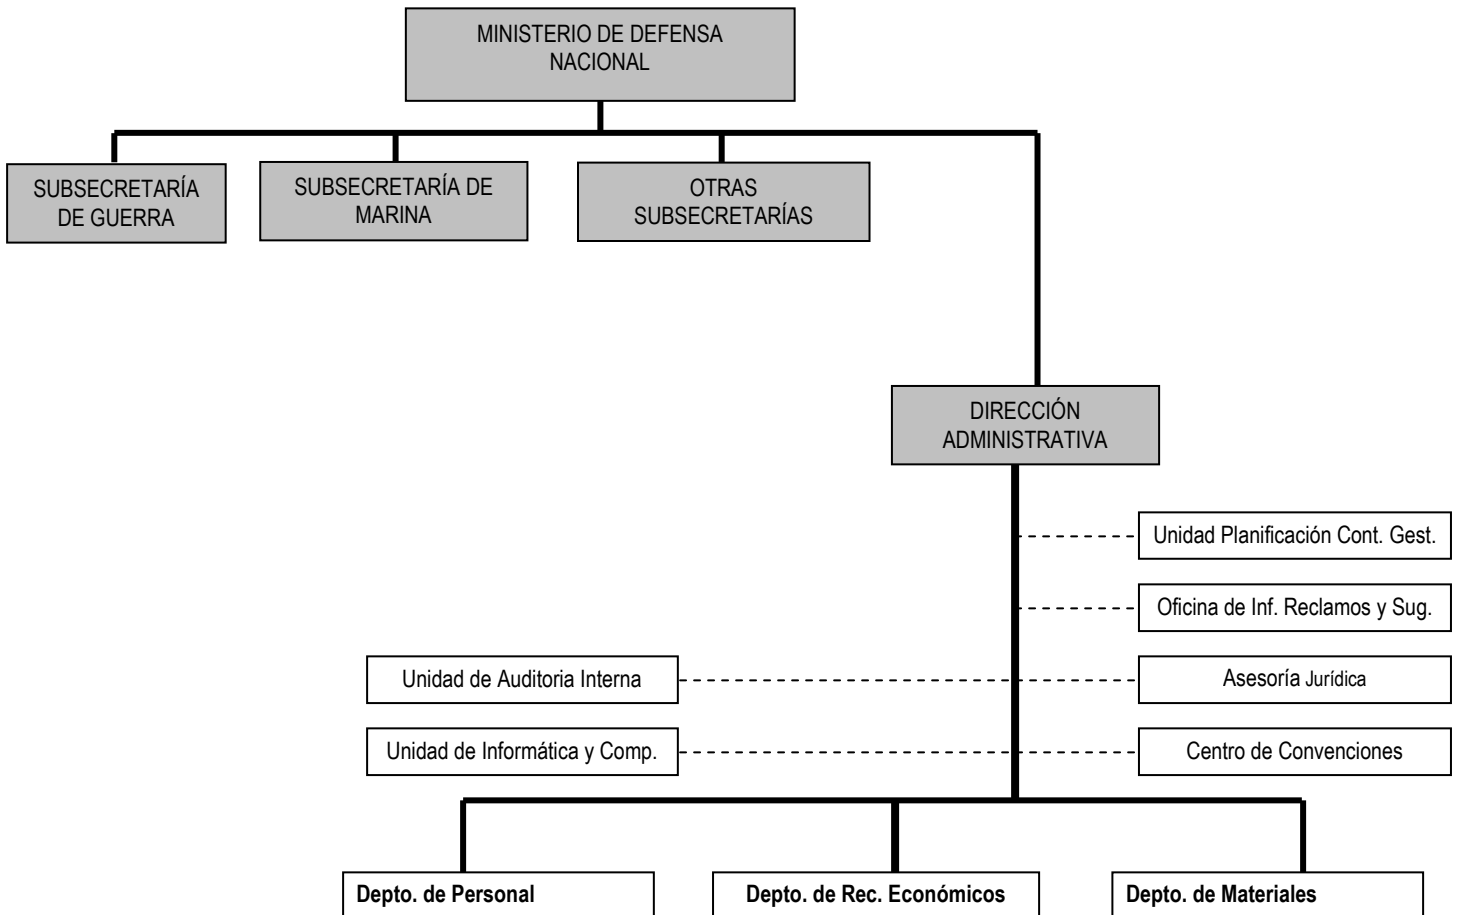 MINISTERIO DE DEFENSA
NACIONAL
SUBSECRETARÍA
DE GUERRA
SUBSECRETARÍA DE
MARINA
OTRAS
SUBSECRETARÍAS
DIRECCIÓN
ADMINISTRATIVA
Unidad Planificación Cont. Gest.
Oficina de Inf. Reclamos y Sug.
Unidad de Auditoria Interna
Asesoría Jurídica
Unidad de Informática y Comp.
Centro de Convenciones
Depto. de Personal
Depto. de Rec. Económicos
Depto. de Materiales